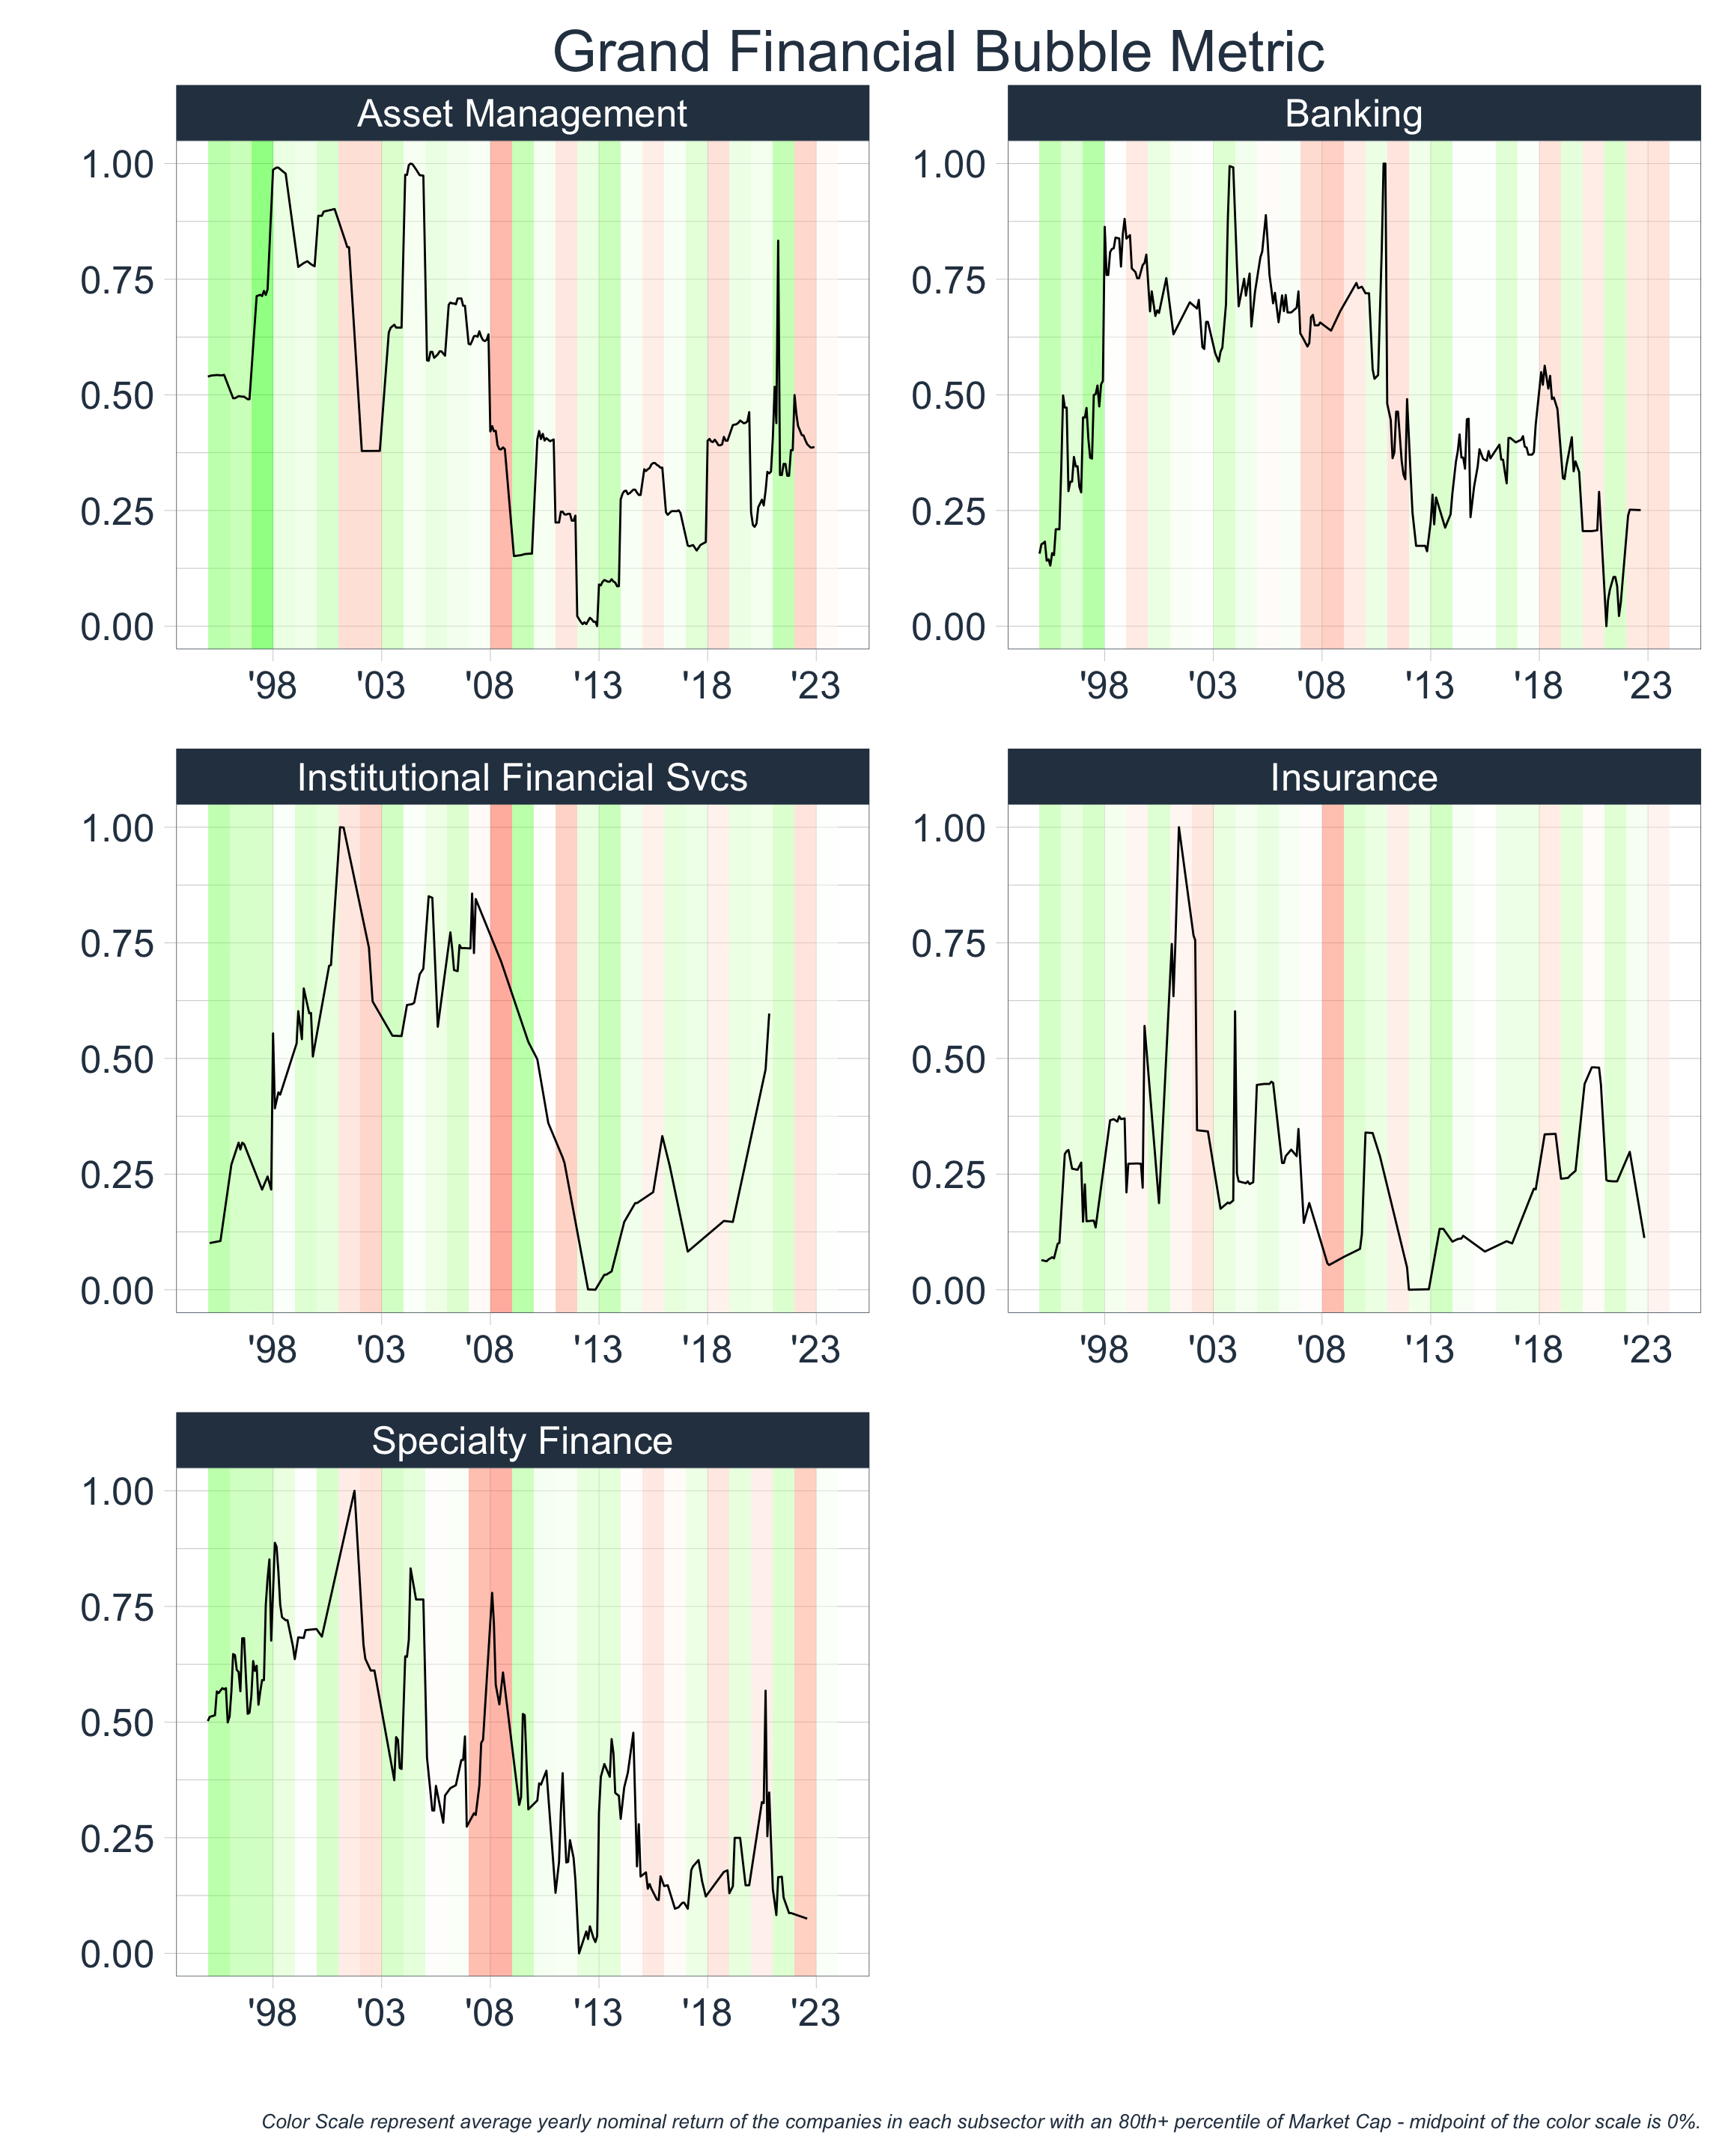 Grand Financial Bubble Metric
Asset Management
Banking
1.00
0.75
0.50
0.25
0.00
'98 '03 '08 '13 '18 '23
1.00
0.75
0.50
0.25
0.00
'98 '03 '08 '13 '18 '23
Institutional Financial Svcs
Insurance
1.00
0.75
0.50
0.25
0.00
'98 '03 '08 '13 '18 '23
1.00
0.75
0.50
0.25
0.00
'98 '03 '08 '13 '18 '23
Specialty Finance
1.00
0.75
0.50
0.25
0.00
'98 '03 '08 '13 '18 '23
Color Scale represent average yearly nominal return of the companies in each subsector with an 80th+ percentile of Market Cap - midpoint of the color scale is 0%.